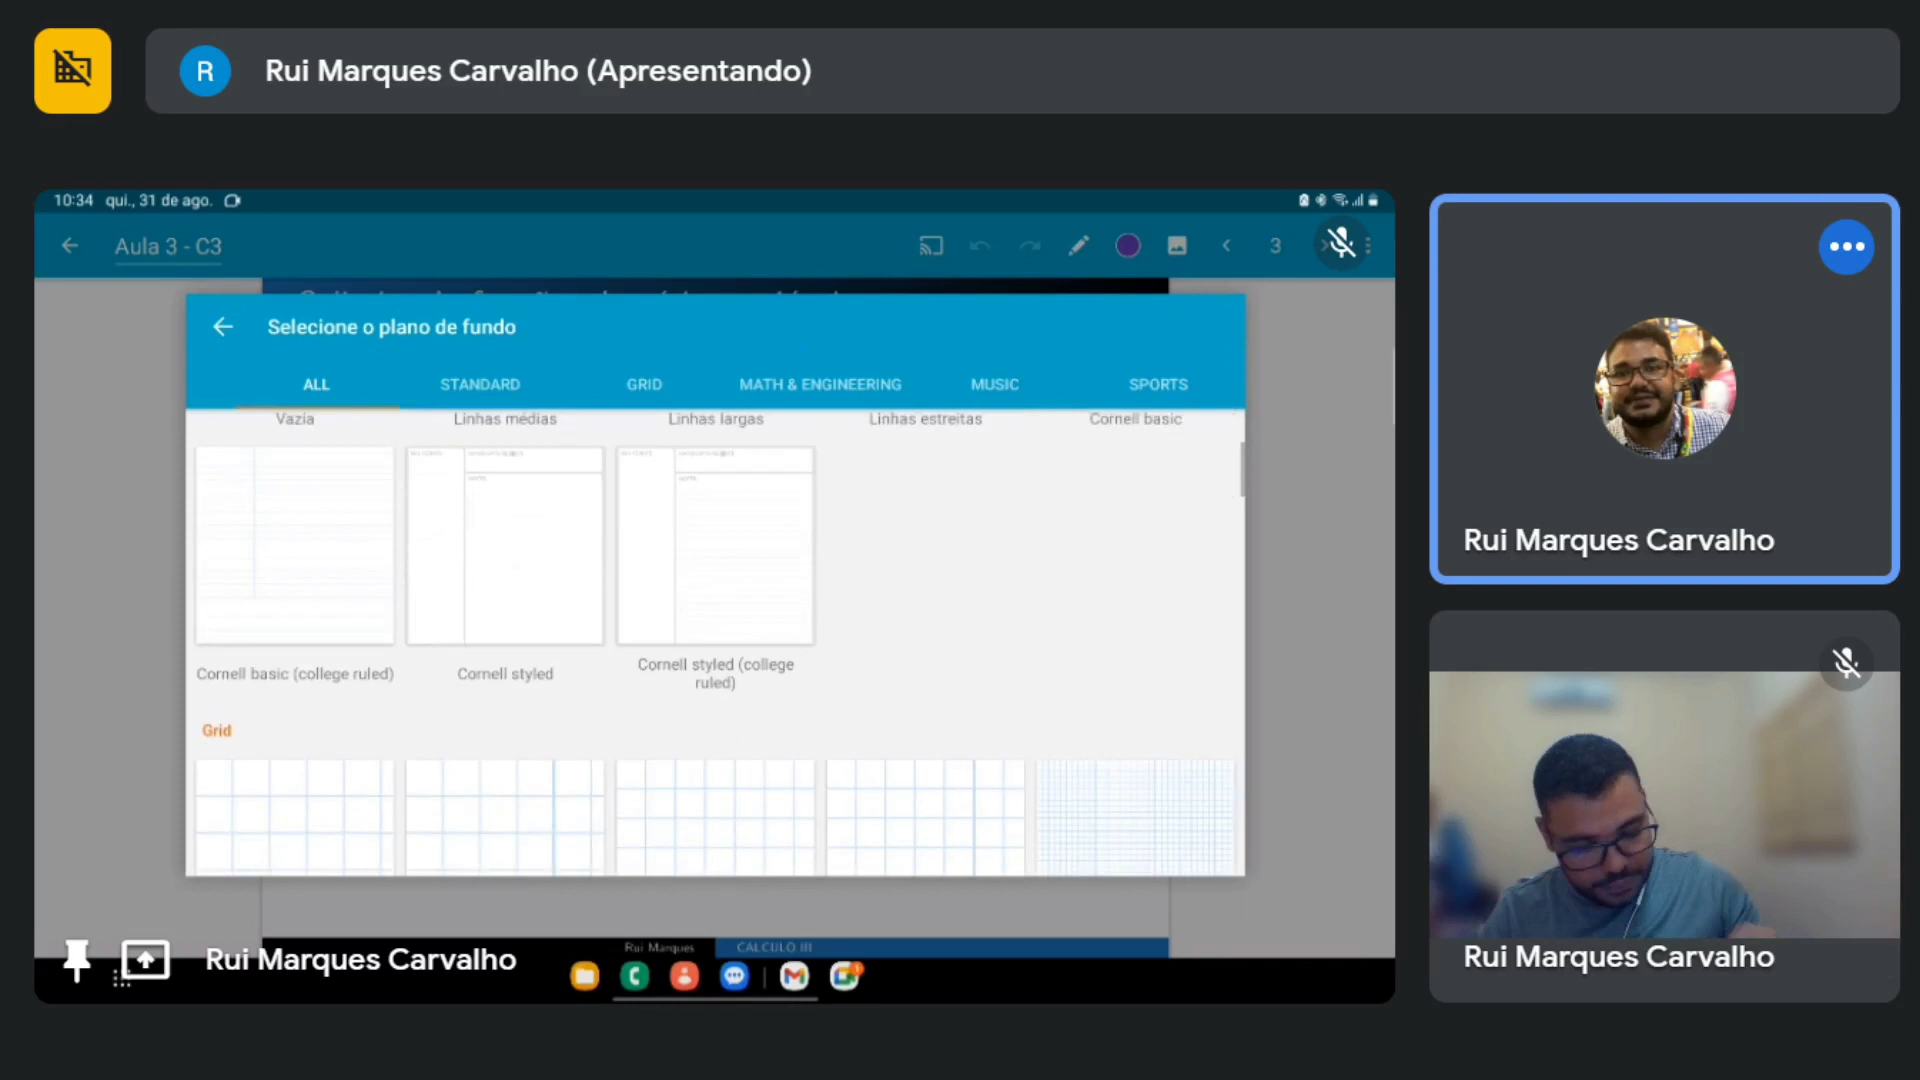 R Rui Marques Carvalho (Apresentando)
10:34 qui., 31 de ago.
Aula 3 - C3
3
Selecione o plano de fundo
ALL STANDARD GRID MATH & ENGINEERING MUSIC SPORTS
Vazia Linhas médias Linhas largas Linhas estreitas Cornell basic
Cornell basic (college ruled) Cornell styled Cornell styled (college
ruled)
Grid
Rui Marques CÁLCULO III
Rui Marques Carvalho
Rui Marques Carvalho
Rui Marques Carvalho